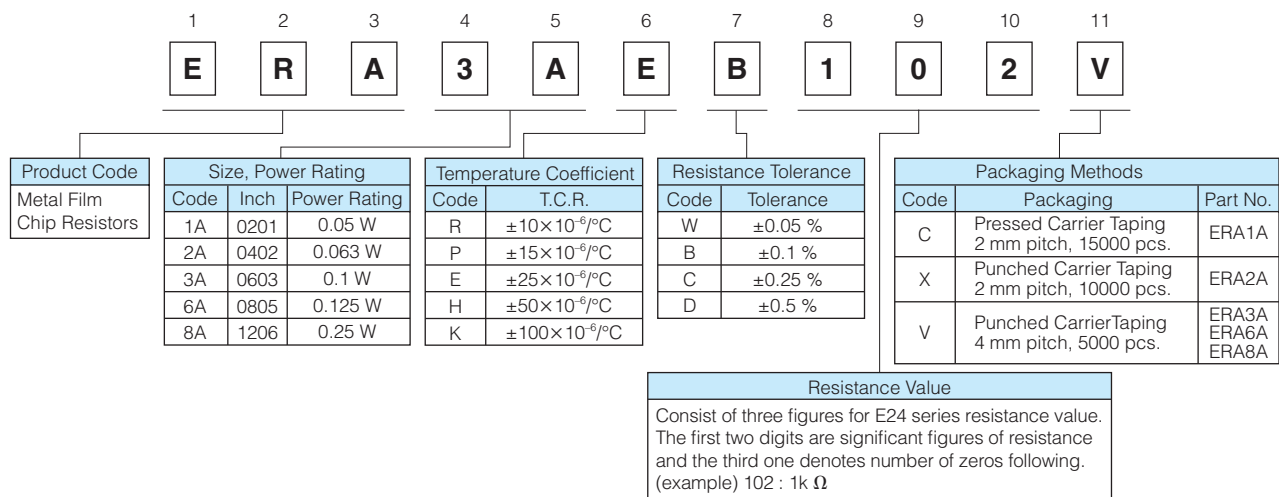 1 2 3 4 5 6 7 8 9 10 11
E R A 3 A E B 1 0 2 V
Product Code
Metal Film
Chip Resistors
Size, Power Rating
Code Inch Power Rating
1A 0201 0.05 W
2A 0402 0.063 W
3A 0603 0.1 W
6A 0805 0.125 W
8A 1206 0.25 W
Temperature Coefficient
Code T.C.R.
R ±10×10⁻⁶/°C
P ±15×10⁻⁶/°C
E ±25×10⁻⁶/°C
H ±50×10⁻⁶/°C
K ±100×10⁻⁶/°C
Resistance Tolerance
Code Tolerance
W ±0.05 %
B ±0.1 %
C ±0.25 %
D ±0.5 %
Packaging Methods
Code Packaging Part No.
C Pressed Carrier Taping
2 mm pitch, 15000 pcs. ERA1A
X Punched Carrier Taping
2 mm pitch, 10000 pcs. ERA2A
V Punched CarrierTaping
4 mm pitch, 5000 pcs.
ERA3A
ERA6A
ERA8A
Resistance Value
Consist of three figures for E24 series resistance value.
The first two digits are significant figures of resistance
and the third one denotes number of zeros following.
(example) 102 : 1k Ω